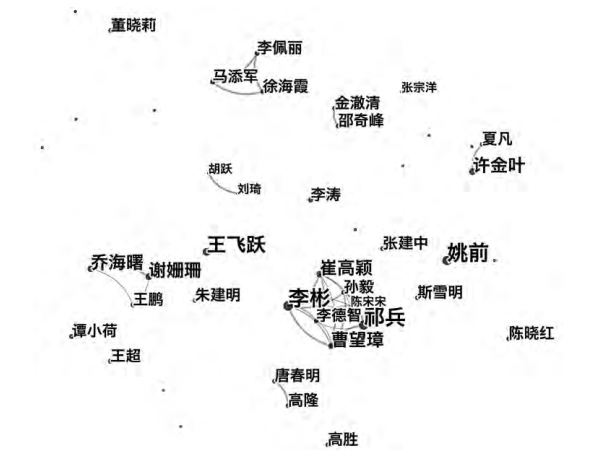 董晓莉
李佩丽
马添军
徐海霞
张宗洋
金澈清
邵奇峰
夏凡
许金叶
胡跃
刘琦
李涛
王飞跃
张建中
姚前
乔海曙
谢姗珊
崔高颖
孙毅
斯雪明
王鹏
朱建明
李彬
陈宋宋
李德智
祁兵
曹望璋
谭小荷
陈晓红
王超
唐春明
高隆
高胜